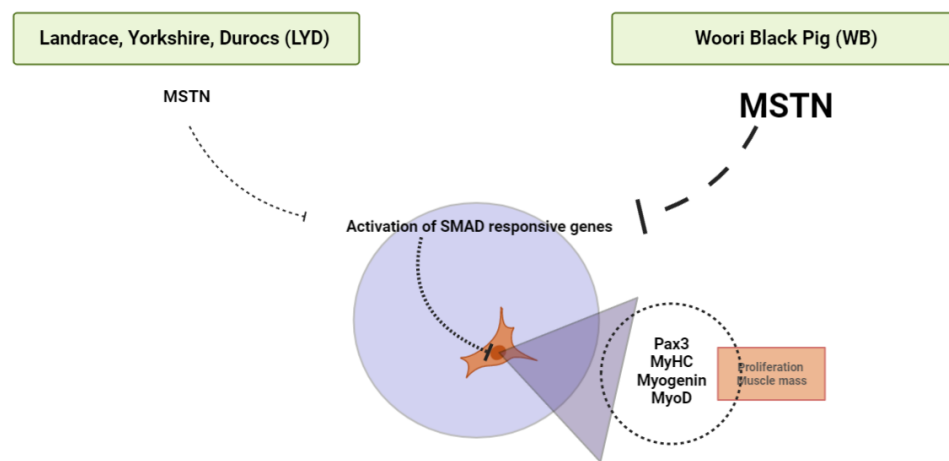 Landrace, Yorkshire, Durocs (LYD)
Woori Black Pig (WB)
MSTN
MSTN
Activation of SMAD responsive genes
Pax3
MyHC
Myogenin
MyoD
Proliferation
Muscle mass